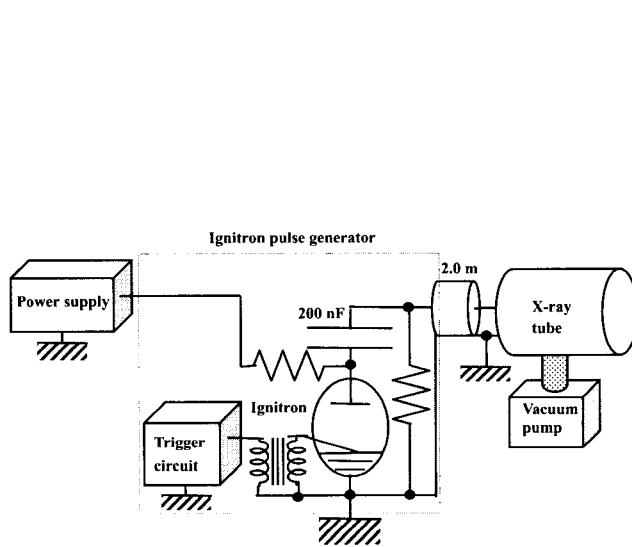 Ignitron pulse generator
2.0 m
Power supply
200 nF
X-ray
tube
Ignitron
Trigger
circuit
Vacuum
pump